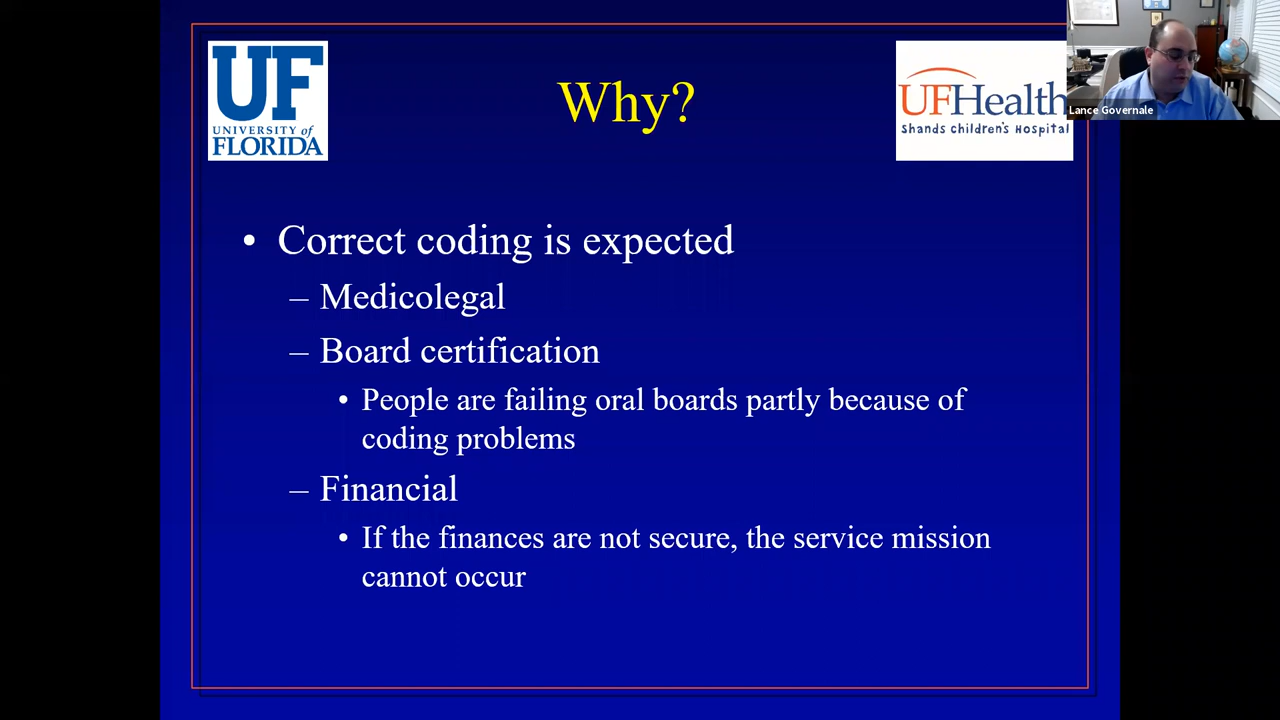 UF
UNIVERSITY of
FLORIDA
Why?
UFHealth
Shands Children's Hospital
Lance Governale
• Correct coding is expected
– Medicolegal
– Board certification
• People are failing oral boards partly because of
coding problems
– Financial
• If the finances are not secure, the service mission
cannot occur